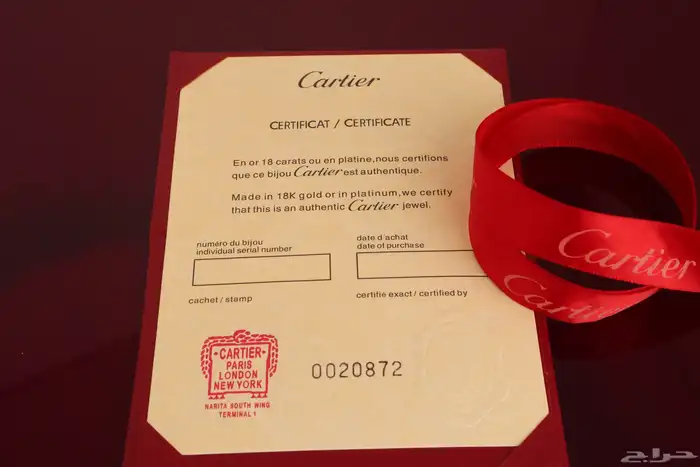 Cartier
CERTIFICAT / CERTIFICATE
En or 18 carats ou en platine,nous certifions
que ce bijou Cartier est authentique.
Made in 18K gold or in platinum,we certify
that this is an authentic Cartier jewel.
numéro du bijou
individual serial number
date d'achat
date of purchase
cachet / stamp
certifie exact / certified by
CARTIER
PARIS
LONDON
NEW YORK
NARITA SOUTH WING
TERMINAL 1
0020872
Cartier
Cartier
حراج